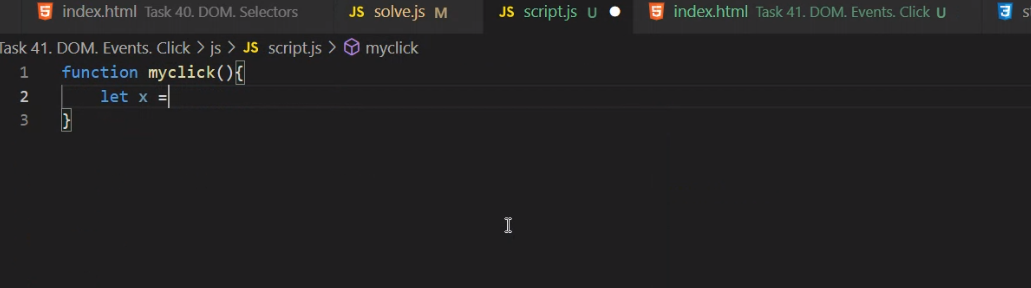 index.html Task 40. DOM. Selectors JS solve.js M JS script.js U index.html Task 41. DOM. Events. Click U
Task 41. DOM. Events. Click > js > JS script.js > myclick
1 function myclick(){
2 let x =
3 }